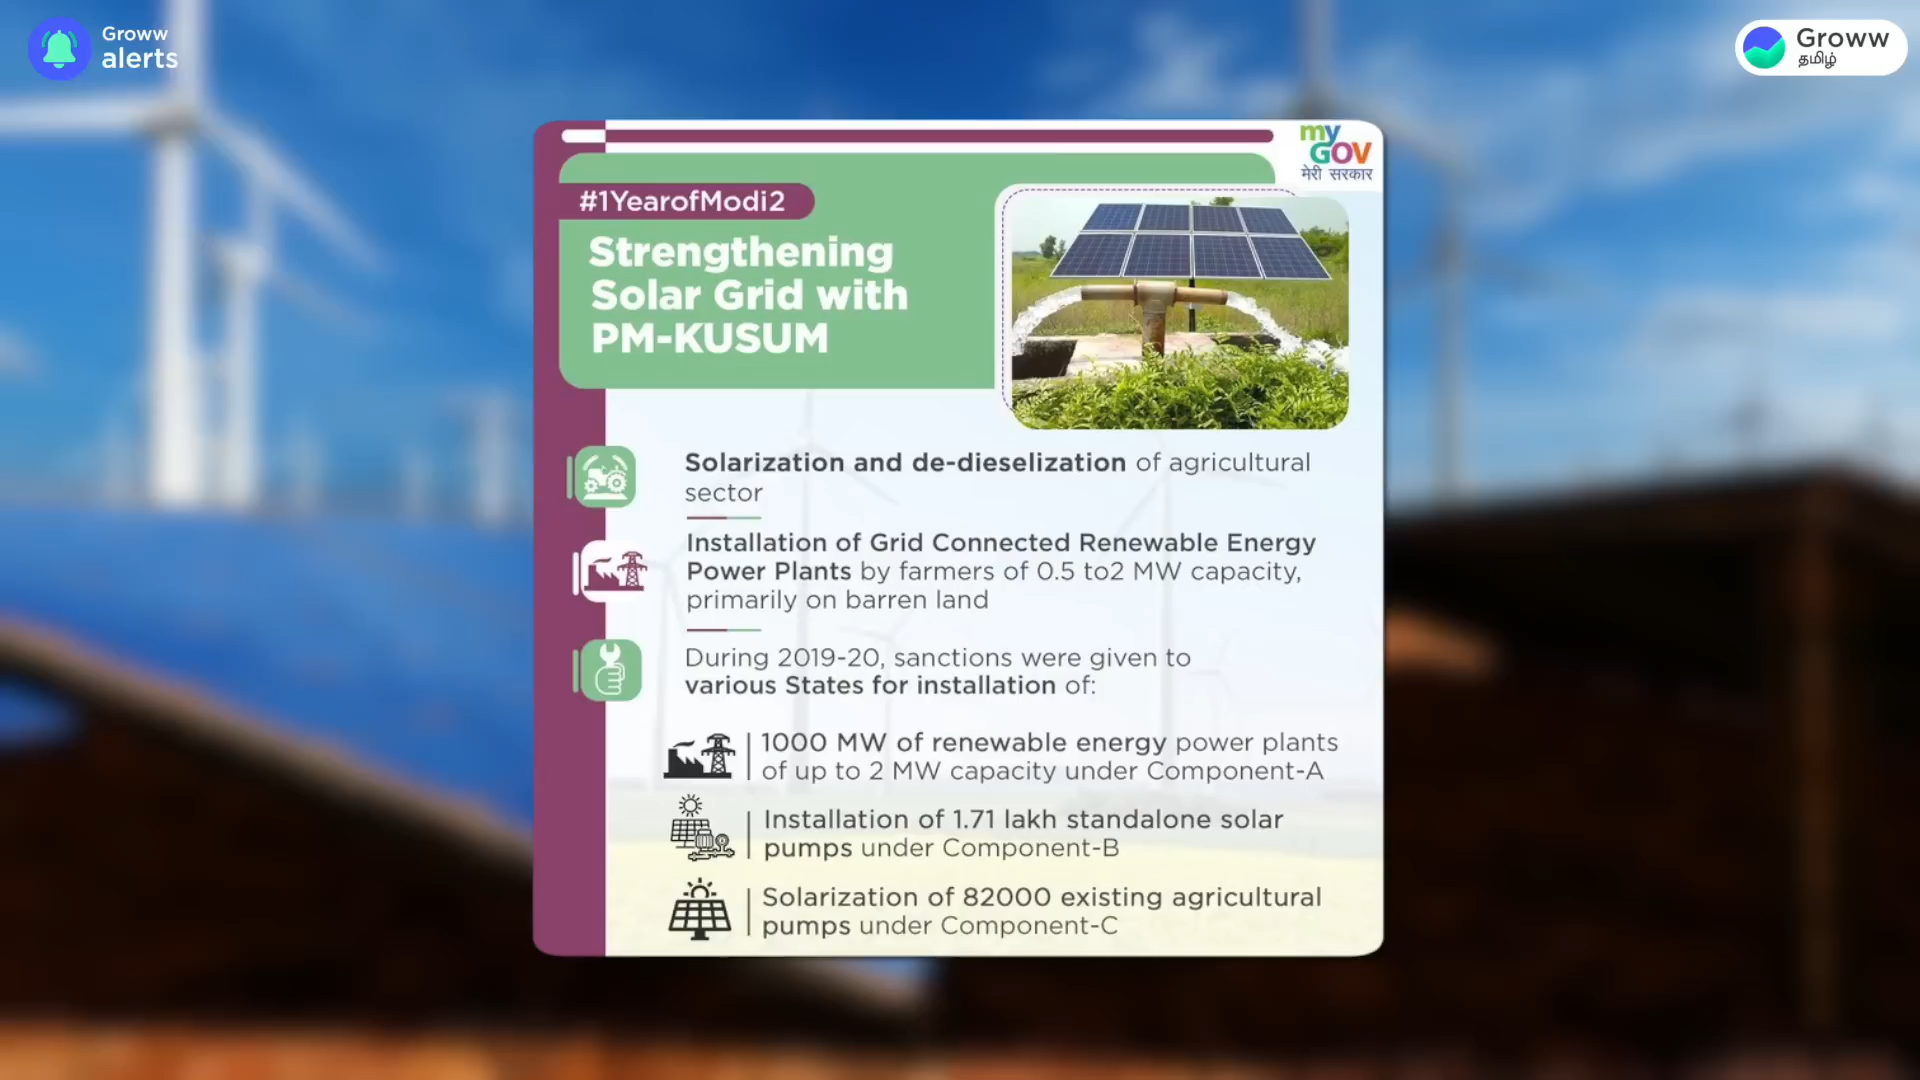 Groww
alerts
Groww
தமிழ்
my
GOV
मेरी सरकार
#1YearofModi2
Strengthening
Solar Grid with
PM-KUSUM
Solarization and de-dieselization of agricultural
sector
Installation of Grid Connected Renewable Energy
Power Plants by farmers of 0.5 to2 MW capacity,
primarily on barren land
During 2019-20, sanctions were given to
various States for installation of:
1000 MW of renewable energy power plants
of up to 2 MW capacity under Component-A
Installation of 1.71 lakh standalone solar
pumps under Component-B
Solarization of 82000 existing agricultural
pumps under Component-C